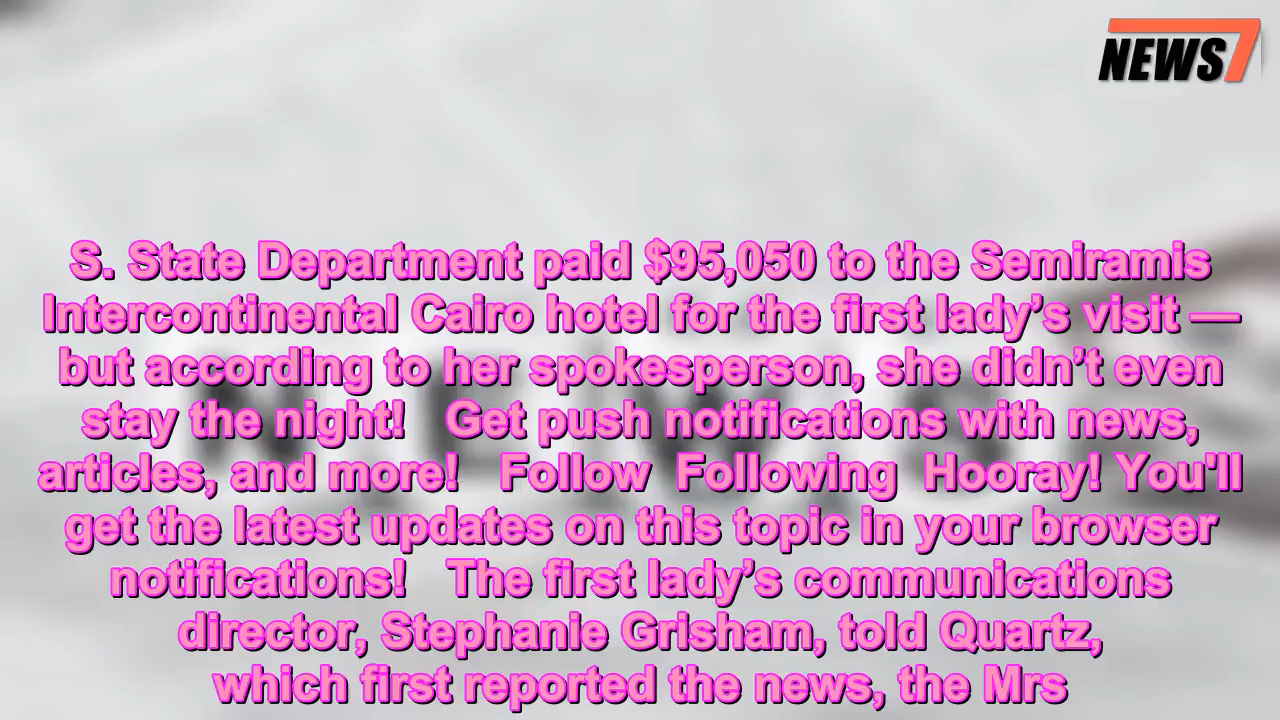 NEWS7
S. State Department paid $95,050 to the Semiramis
Intercontinental Cairo hotel for the first lady’s visit —
but according to her spokesperson, she didn’t even
stay the night! Get push notifications with news,
articles, and more! Follow Following Hooray! You'll
get the latest updates on this topic in your browser
notifications! The first lady’s communications
director, Stephanie Grisham, told Quartz,
which first reported the news, the Mrs